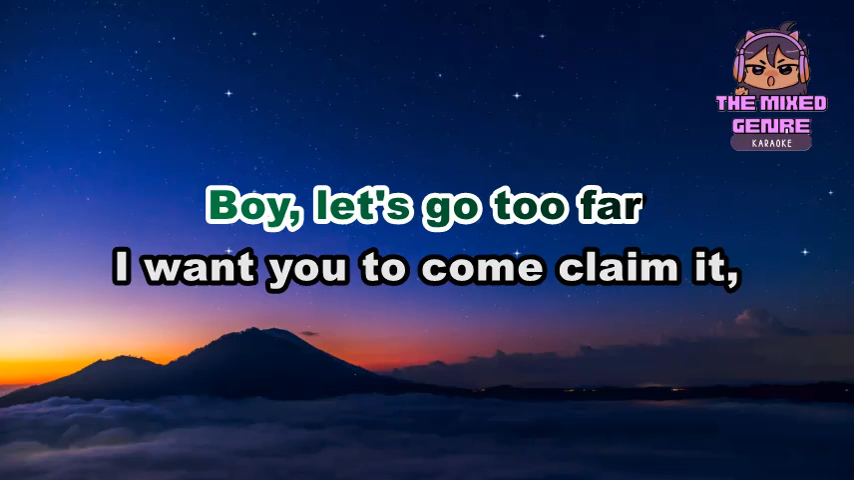 THE MIXED
GENRE
KARAOKE
Boy, let's go too far
I want you to come claim it,